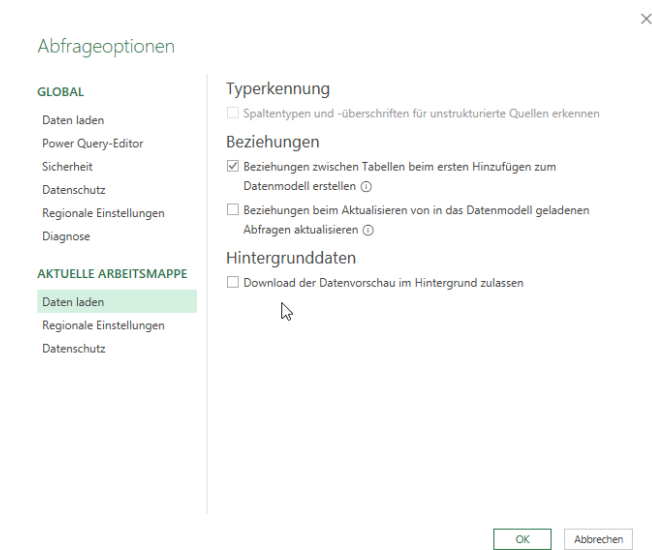 Abfrageoptionen
GLOBAL
Daten laden
Power Query-Editor
Sicherheit
Datenschutz
Regionale Einstellungen
Diagnose
AKTUELLE ARBEITSMAPPE
Daten laden
Regionale Einstellungen
Datenschutz
Typerkennung
Spaltentypen und -überschriften für unstrukturierte Quellen erkennen
Beziehungen
Beziehungen zwischen Tabellen beim ersten Hinzufügen zum
Datenmodell erstellen
Beziehungen beim Aktualisieren von in das Datenmodell geladenen
Abfragen aktualisieren
Hintergrunddaten
Download der Datenvorschau im Hintergrund zulassen
OK
Abbrechen